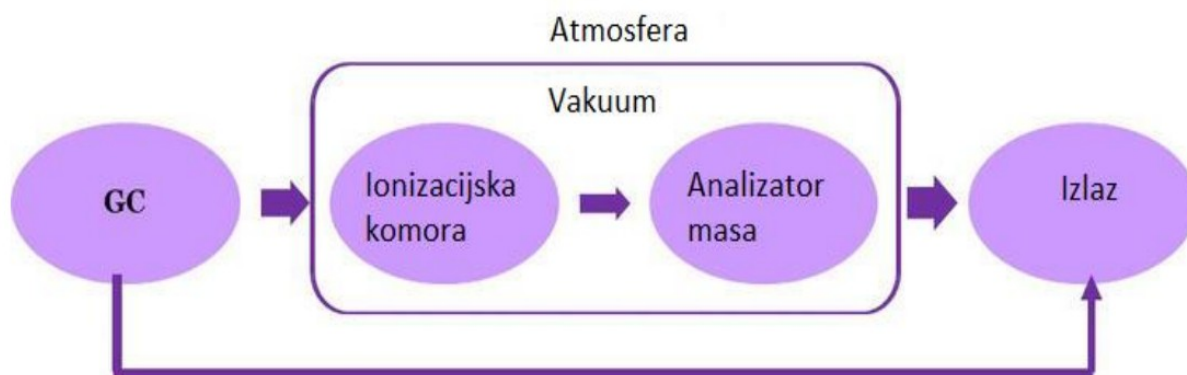 Atmosfera
Vakuum
GC
Ionizacijska
komora
Analizator
masa
Izlaz